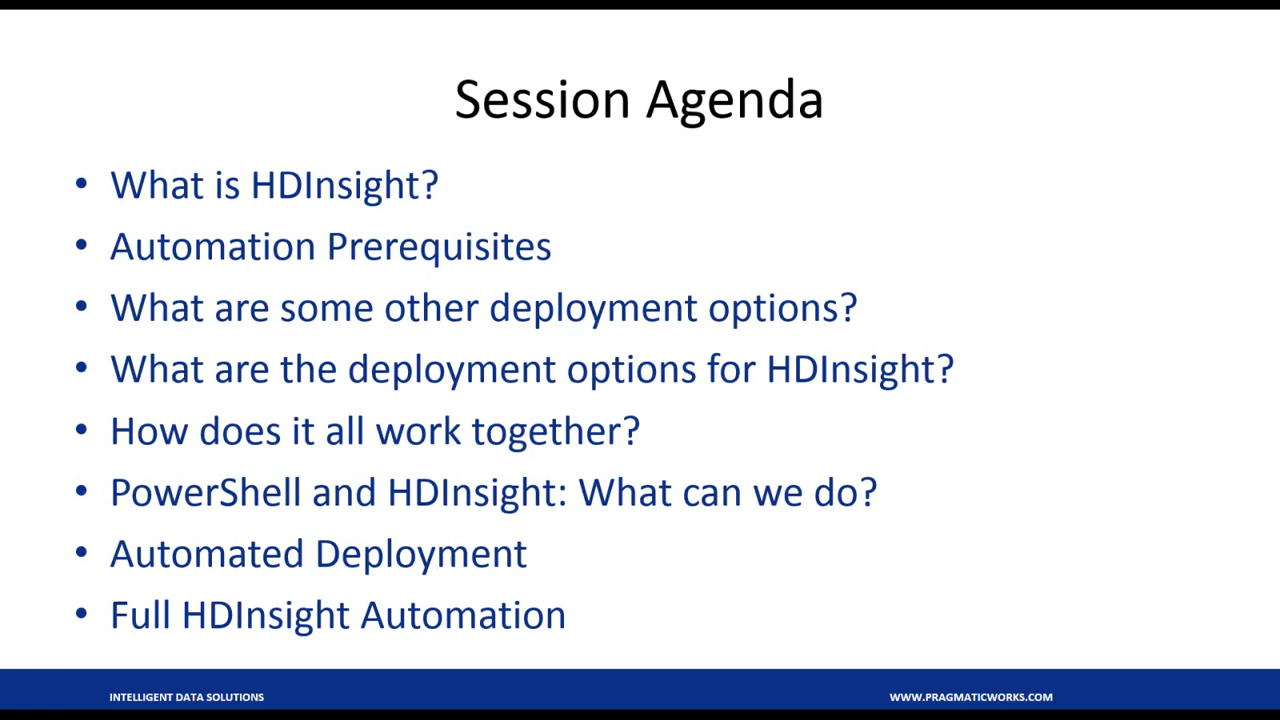 Session Agenda
• What is HDInsight?
• Automation Prerequisites
• What are some other deployment options?
• What are the deployment options for HDInsight?
• How does it all work together?
• PowerShell and HDInsight: What can we do?
• Automated Deployment
• Full HDInsight Automation
INTELLIGENT DATA SOLUTIONS
WWW.PRAGMATICWORKS.COM